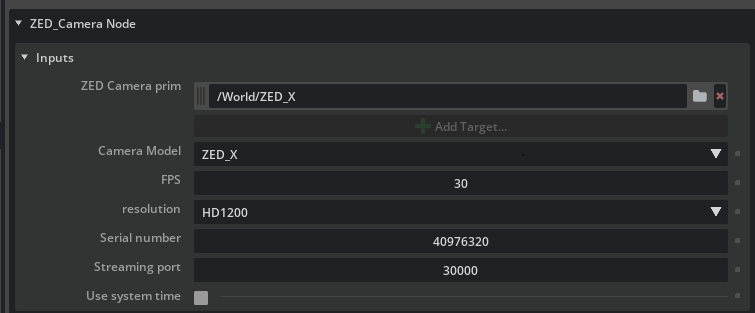 ZED_Camera Node
Inputs
ZED Camera prim /World/ZED_X
Add Target...
Camera Model ZED_X
FPS 30
resolution HD1200
Serial number 40976320
Streaming port 30000
Use system time